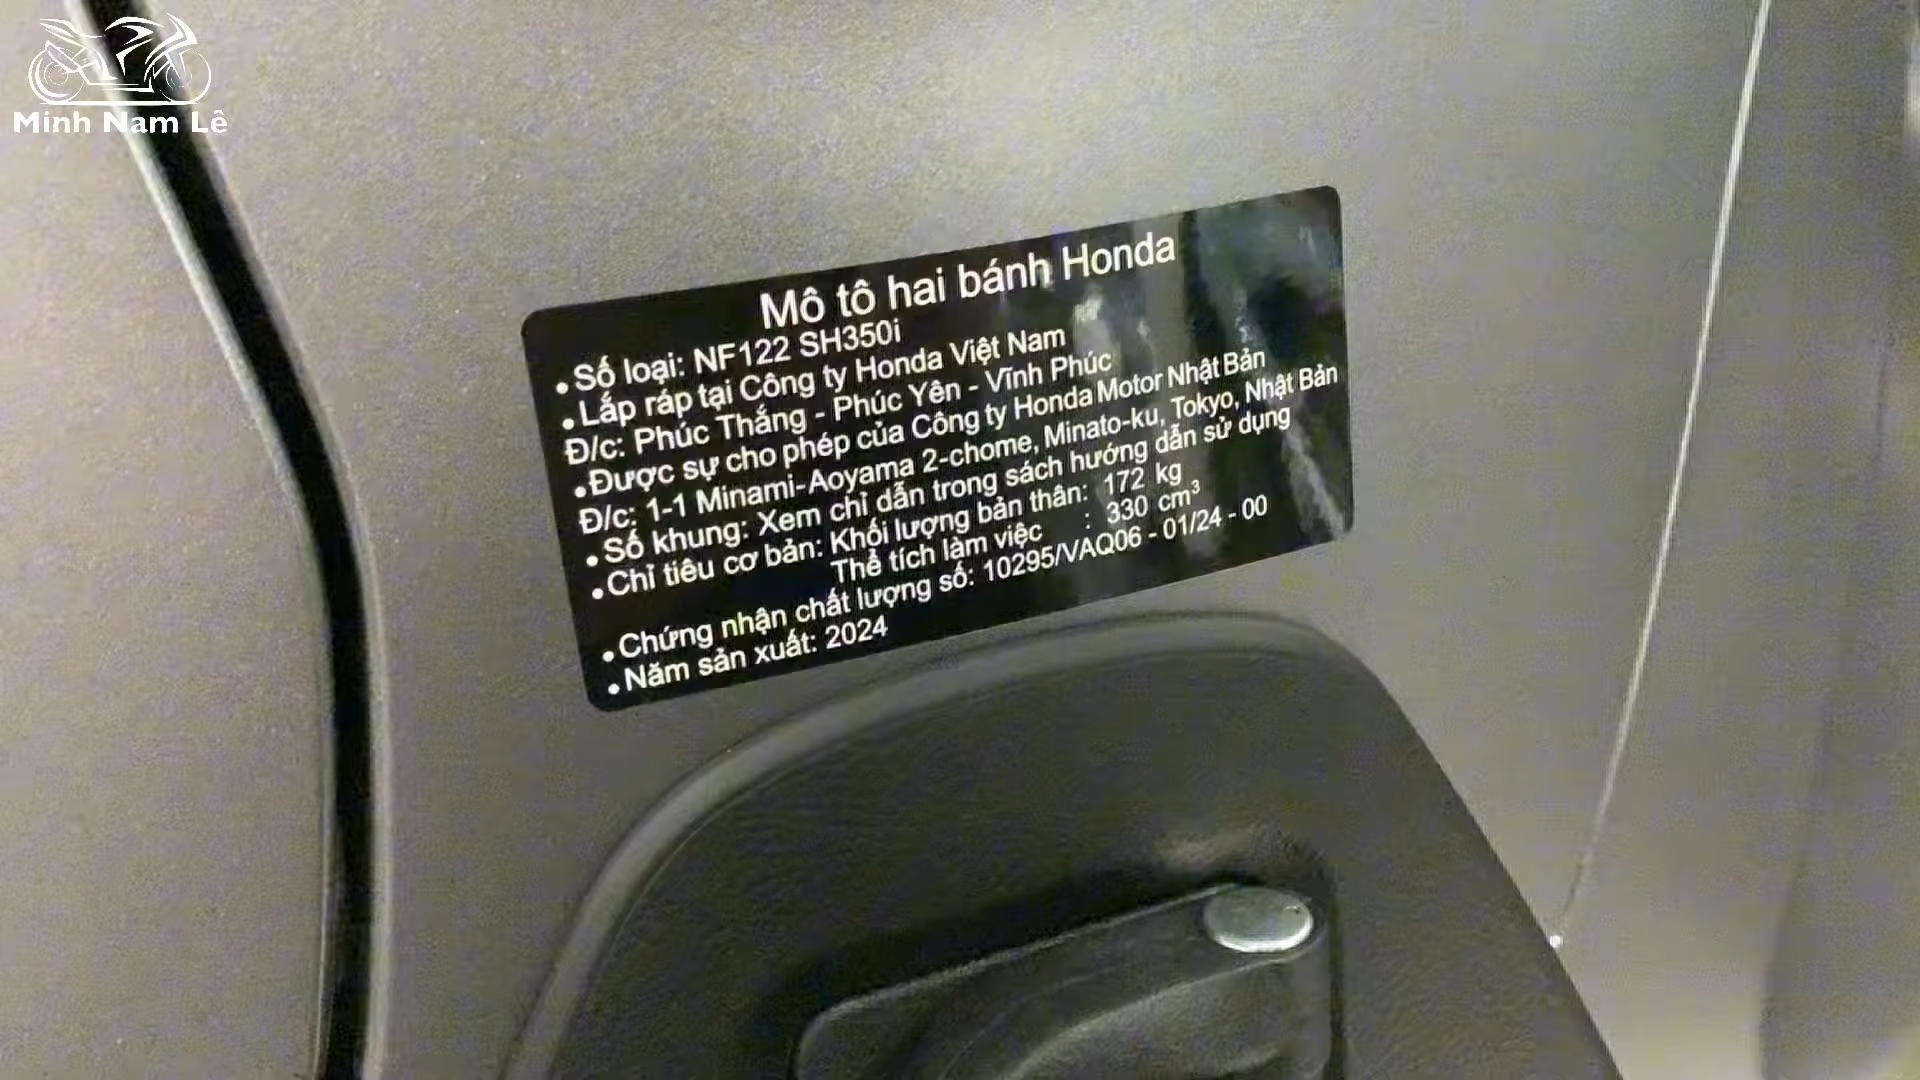 Minh Nam Lê
Mô tô hai bánh Honda
• Số loại: NF122 SH350i
• Lắp ráp tại Công ty Honda Việt Nam
Đ/c: Phúc Thắng - Phúc Yên - Vĩnh Phúc
• Được sự cho phép của Công ty Honda Motor Nhật Bản
Đ/c: 1-1 Minami-Aoyama 2-chome, Minato-ku, Tokyo, Nhật Bản
• Số khung: Xem chỉ dẫn trong sách hướng dẫn sử dụng
• Chỉ tiêu cơ bản: Khối lượng bản thân: 172 kg
Thể tích làm việc : 330 cm³
• Chứng nhận chất lượng số: 10295/VAQ06 - 01/24 - 00
• Năm sản xuất: 2024